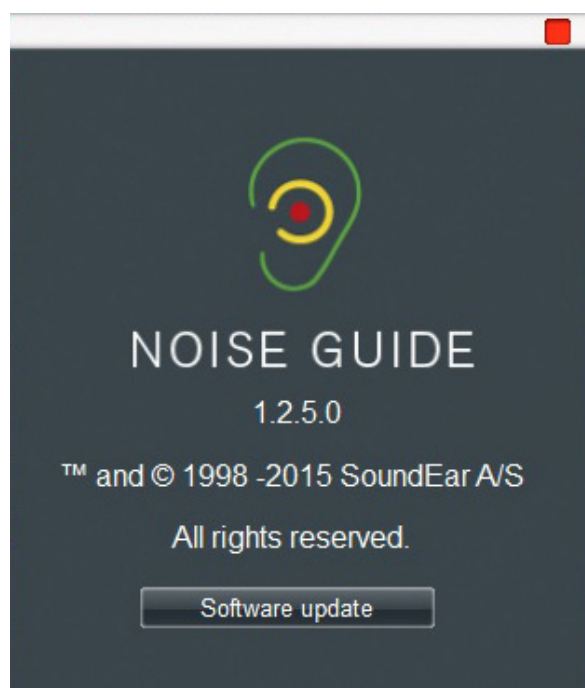 NOISE GUIDE
1.2.5.0
™ and © 1998 -2015 SoundEar A/S
All rights reserved.
Software update